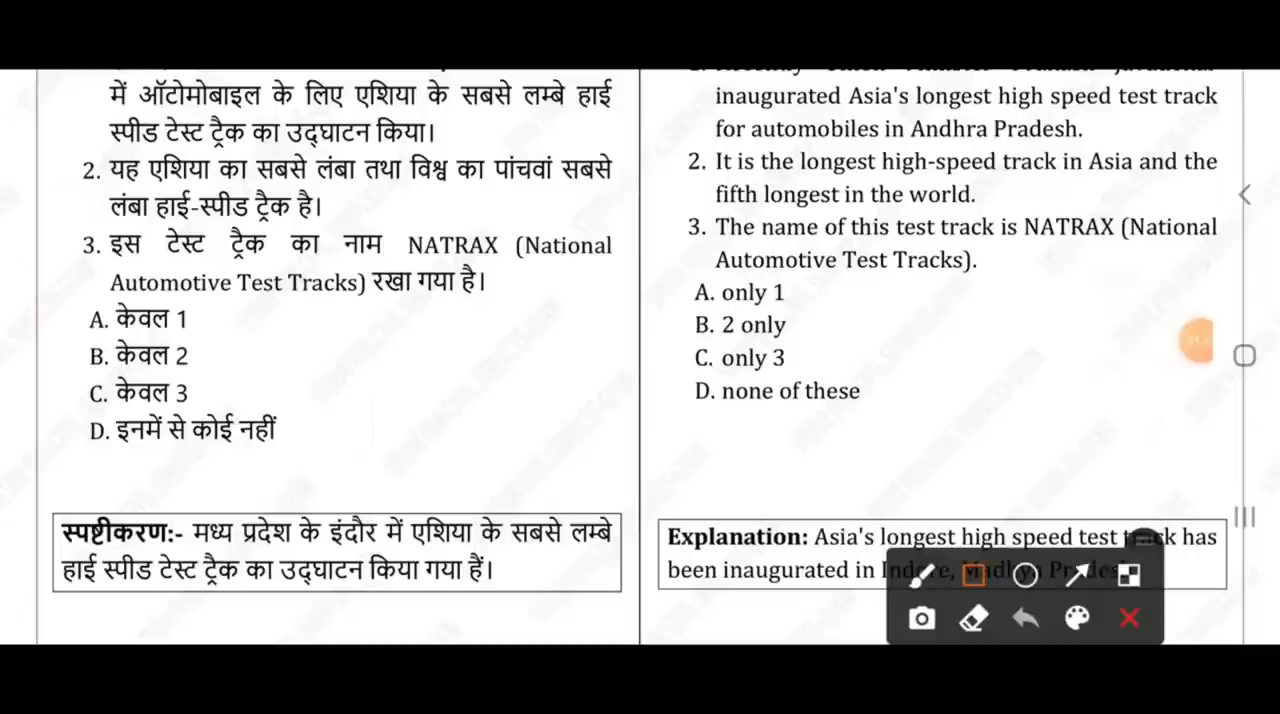 में ऑटोमोबाइल के लिए एशिया के सबसे लम्बे हाई
स्पीड टेस्ट ट्रैक का उद्घाटन किया।
2. यह एशिया का सबसे लंबा तथा विश्व का पांचवां सबसे
लंबा हाई-स्पीड ट्रैक है।
3. इस टेस्ट ट्रैक का नाम NATRAX (National
Automotive Test Tracks) रखा गया है।
A. केवल 1
B. केवल 2
C. केवल 3
D. इनमें से कोई नहीं
स्पष्टीकरण:- मध्य प्रदेश के इंदौर में एशिया के सबसे लम्बे
हाई स्पीड टेस्ट ट्रैक का उद्घाटन किया गया हैं।
inaugurated Asia's longest high speed test track
for automobiles in Andhra Pradesh.
2. It is the longest high-speed track in Asia and the
fifth longest in the world.
3. The name of this test track is NATRAX (National
Automotive Test Tracks).
A. only 1
B. 2 only
C. only 3
D. none of these
Explanation: Asia's longest high speed test track has
been inaugurated in Indore, Madhya Pradesh